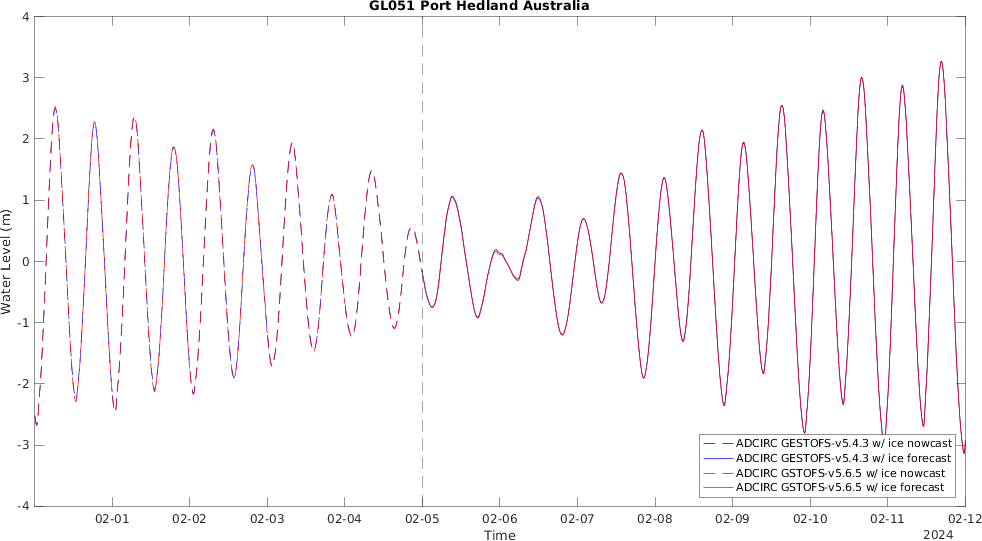 GL051 Port Hedland Australia
4
3
2
1
0
-1
-2
-3
-4
Water Level (m)
ADCIRC GESTOFS-v5.4.3 w/ ice nowcast
ADCIRC GESTOFS-v5.4.3 w/ ice forecast
ADCIRC GSTOFS-v5.6.5 w/ ice nowcast
ADCIRC GSTOFS-v5.6.5 w/ ice forecast
02-01 02-02 02-03 02-04 02-05 02-06 02-07 02-08 02-09 02-10 02-11 02-12
Time
2024